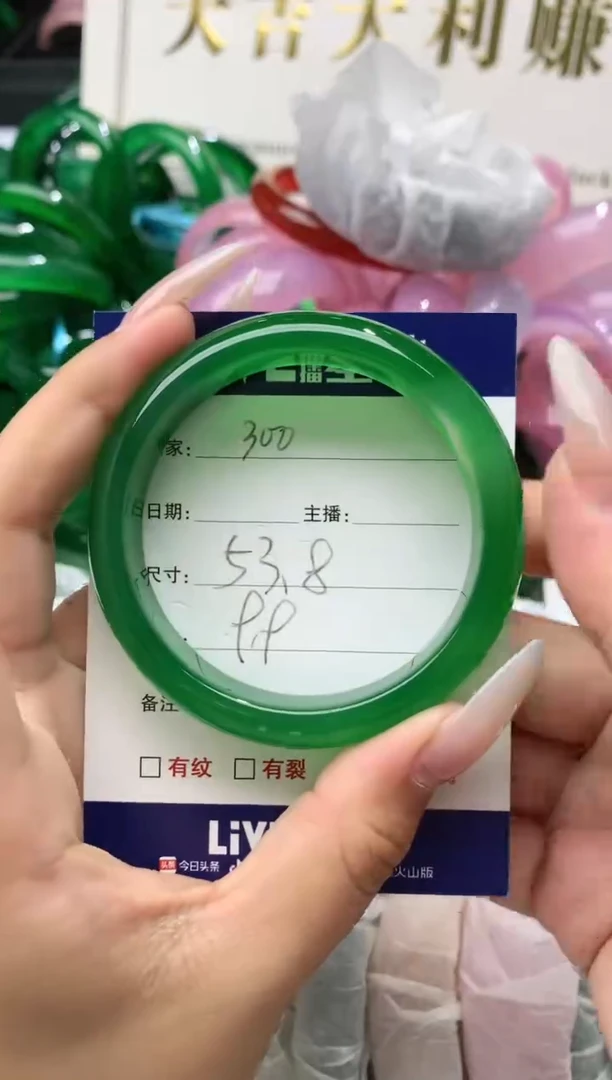 大吉大利赚
家: 300
日期: 主播:
尺寸: 53.8
备注
有纹 有裂
LiV
今日头条 火山版